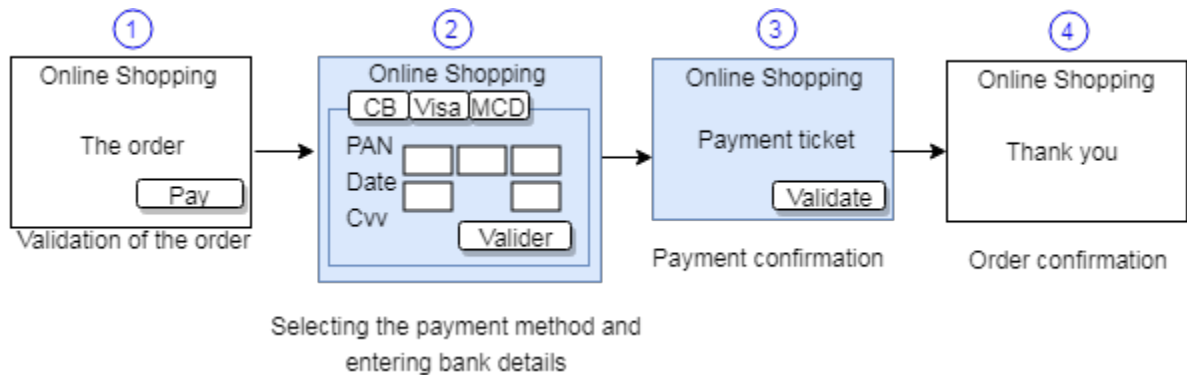 1
Online Shopping
The order
Pay
Validation of the order
2
Online Shopping
CB Visa MCD
PAN
Date
Cvv
Valider
Selecting the payment method and
entering bank details
3
Online Shopping
Payment ticket
Validate
Payment confirmation
4
Online Shopping
Thank you
Order confirmation